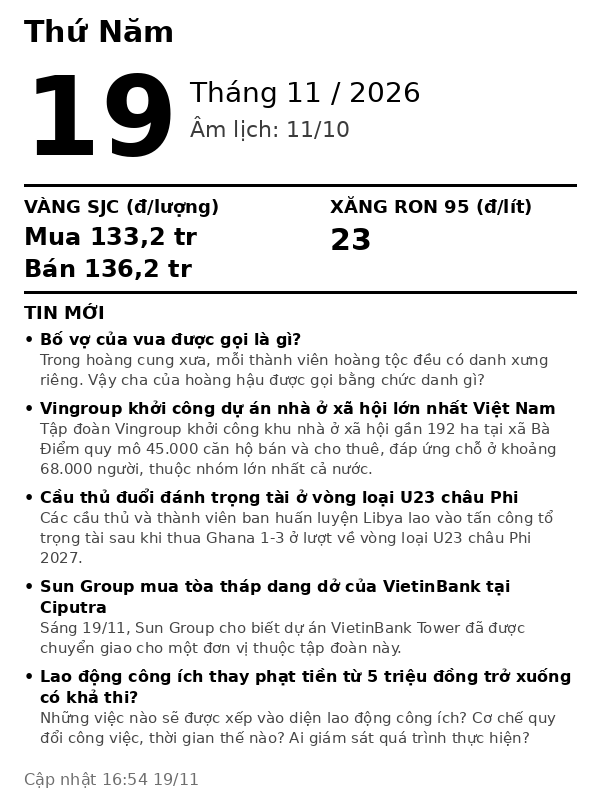 Thứ Năm
19
Tháng 11 / 2026
Âm lịch: 11/10
VÀNG SJC (đ/lượng)
Mua 133,2 tr
Bán 136,2 tr
XĂNG RON 95 (đ/lít)
23
TIN MỚI
• Bố vợ của vua được gọi là gì?
Trong hoàng cung xưa, mỗi thành viên hoàng tộc đều có danh xưng
riêng. Vậy cha của hoàng hậu được gọi bằng chức danh gì?
• Vingroup khởi công dự án nhà ở xã hội lớn nhất Việt Nam
Tập đoàn Vingroup khởi công khu nhà ở xã hội gần 192 ha tại xã Bà
Điểm quy mô 45.000 căn hộ bán và cho thuê, đáp ứng chỗ ở khoảng
68.000 người, thuộc nhóm lớn nhất cả nước.
• Cầu thủ đuổi đánh trọng tài ở vòng loại U23 châu Phi
Các cầu thủ và thành viên ban huấn luyện Libya lao vào tấn công tổ
trọng tài sau khi thua Ghana 1-3 ở lượt về vòng loại U23 châu Phi
2027.
• Sun Group mua tòa tháp dang dở của VietinBank tại
Ciputra
Sáng 19/11, Sun Group cho biết dự án VietinBank Tower đã được
chuyển giao cho một đơn vị thuộc tập đoàn này.
• Lao động công ích thay phạt tiền từ 5 triệu đồng trở xuống
có khả thi?
Những việc nào sẽ được xếp vào diện lao động công ích? Cơ chế quy
đổi công việc, thời gian thế nào? Ai giám sát quá trình thực hiện?
Cập nhật 16:54 19/11